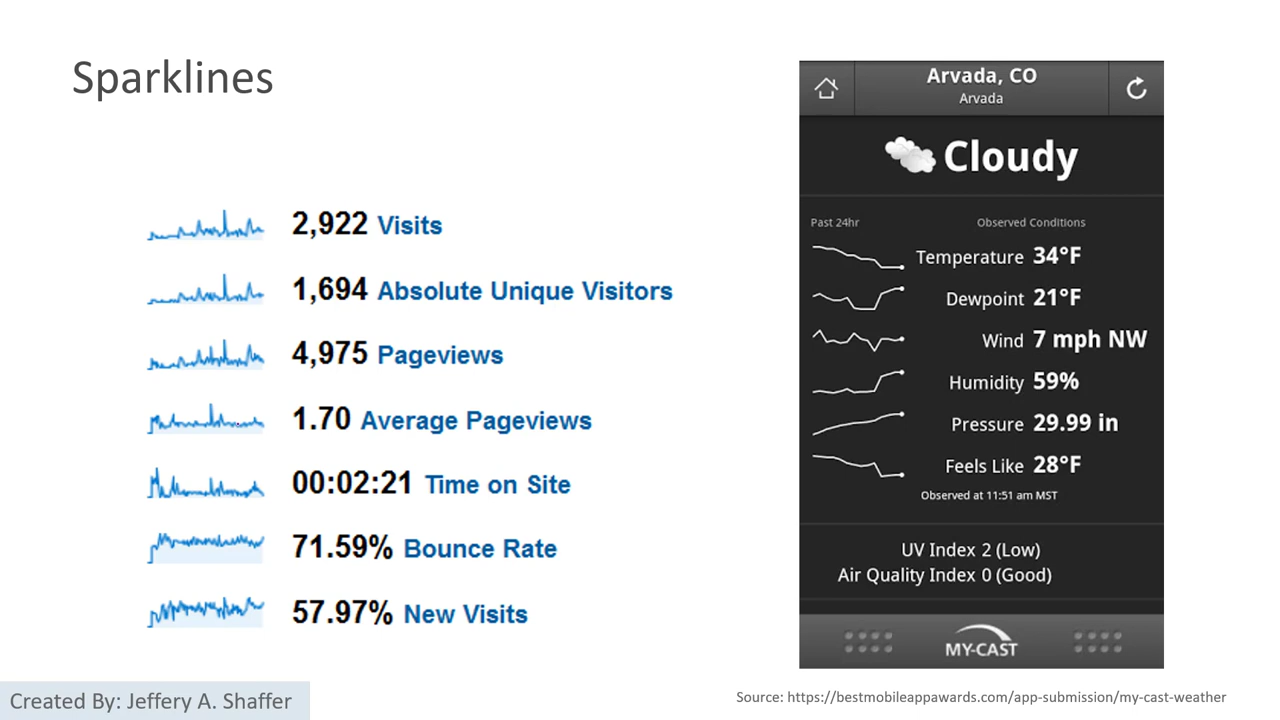 Sparklines
2,922 Visits
1,694 Absolute Unique Visitors
4,975 Pageviews
1.70 Average Pageviews
00:02:21 Time on Site
71.59% Bounce Rate
57.97% New Visits
Arvada, CO
Arvada
Cloudy
Past 24hr Observed Conditions
Temperature 34°F
Dewpoint 21°F
Wind 7 mph NW
Humidity 59%
Pressure 29.99 in
Feels Like 28°F
Observed at 11:51 am MST
UV Index 2 (Low)
Air Quality Index 0 (Good)
MY-CAST
Created By: Jeffery A. Shaffer
Source: https://bestmobileappawards.com/app-submission/my-cast-weather